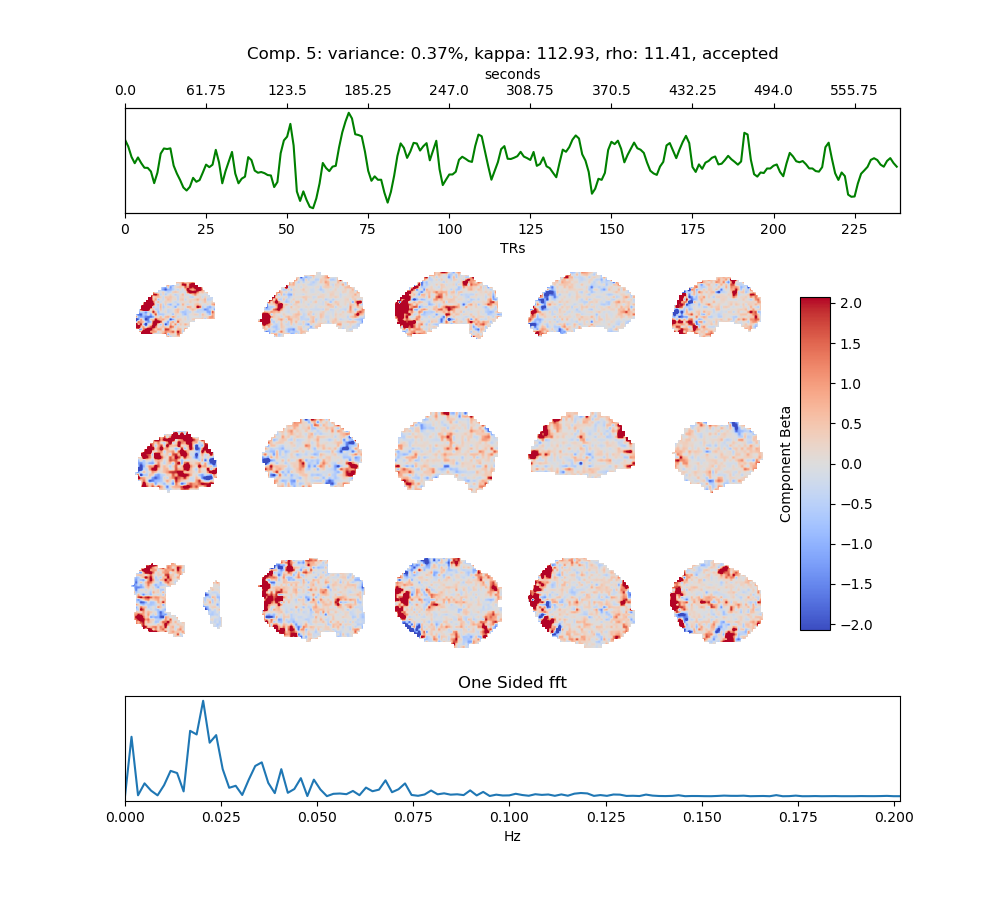 Comp. 5: variance: 0.37%, kappa: 112.93, rho: 11.41, accepted
seconds
0.0 61.75 123.5 185.25 247.0 308.75 370.5 432.25 494.0 555.75
0 25 50 75 100 125 150 175 200 225
TRs
Component Beta
2.0
1.5
1.0
0.5
0.0
−0.5
−1.0
−1.5
−2.0
One Sided fft
0.000 0.025 0.050 0.075 0.100 0.125 0.150 0.175 0.200
Hz